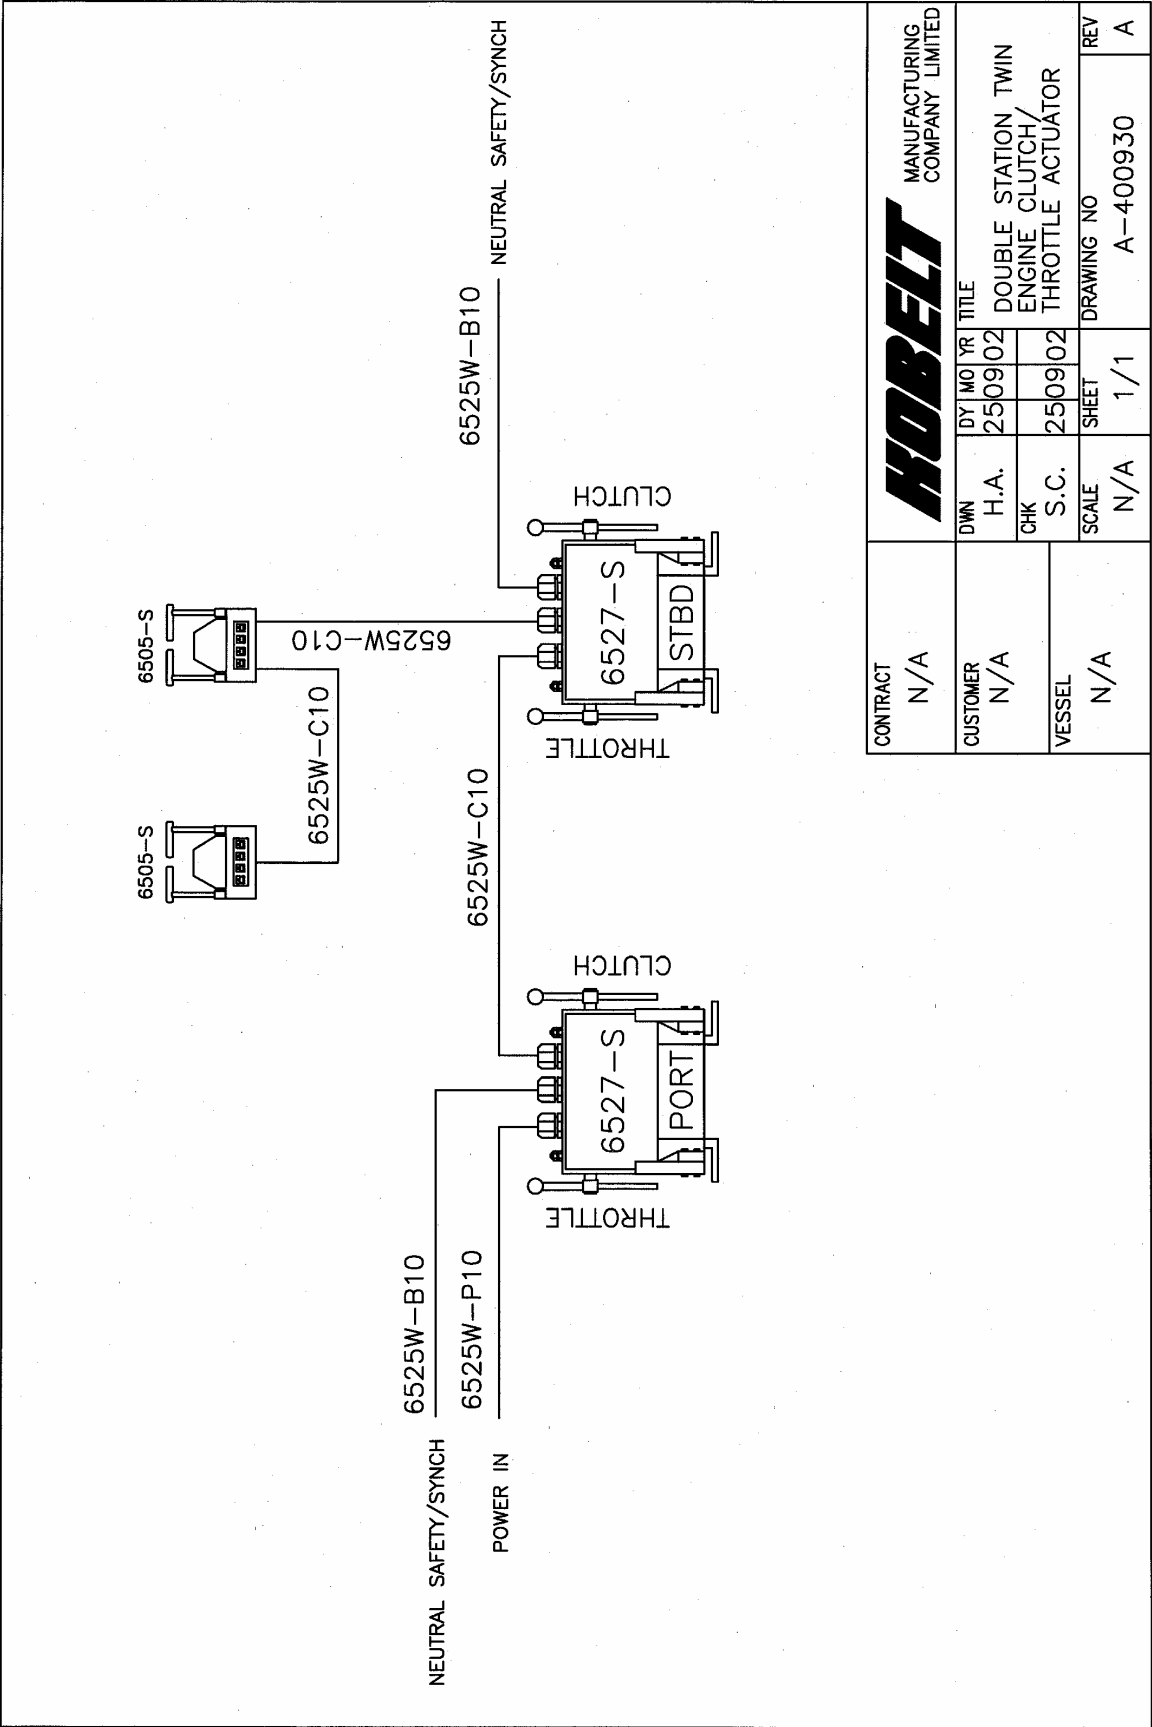 6505-S
6505-S
6525W-C10
6525W-C10
NEUTRAL SAFETY/SYNCH
6525W-B10
POWER IN
6525W-P10
6525W-C10
6525W-B10
NEUTRAL SAFETY/SYNCH
THROTTLE
6527-S
PORT
CLUTCH
THROTTLE
6527-S
STBD
CLUTCH
CONTRACT
N/A
CUSTOMER
N/A
VESSEL
N/A
KOBELT
MANUFACTURING
COMPANY LIMITED
DWN
H.A.
DY MO YR
25 09 02
CHK
S.C.
25 09 02
TITLE
DOUBLE STATION TWIN
ENGINE CLUTCH/
THROTTLE ACTUATOR
SCALE
N/A
SHEET
1/1
DRAWING NO
A-400930
REV
A